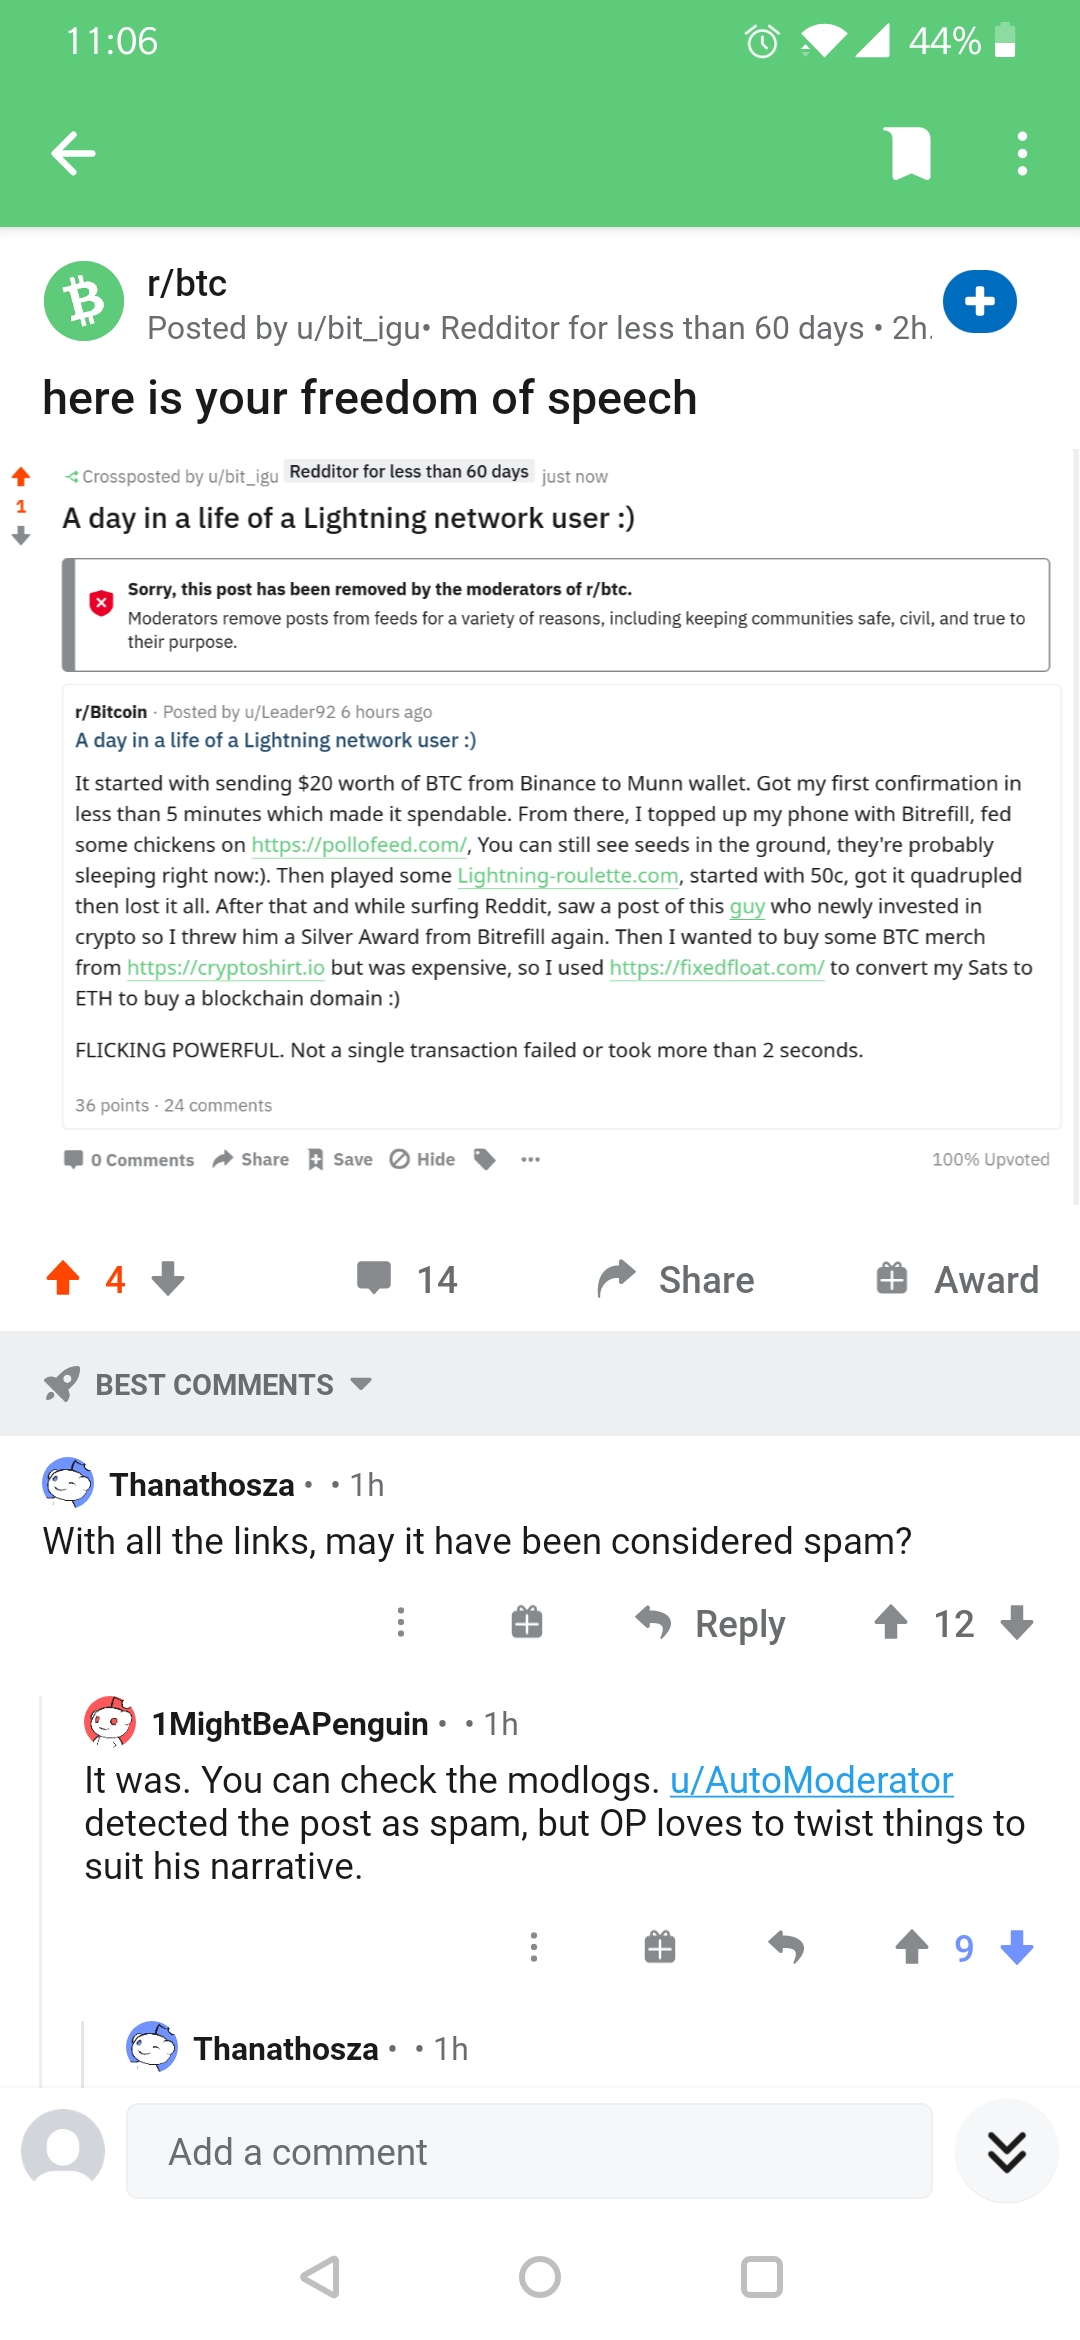 11:06
44%
r/btc
Posted by u/bit_igu• Redditor for less than 60 days • 2h.
here is your freedom of speech
Crossposted by u/bit_igu Redditor for less than 60 days just now
1
A day in a life of a Lightning network user :)
Sorry, this post has been removed by the moderators of r/btc.
Moderators remove posts from feeds for a variety of reasons, including keeping communities safe, civil, and true to
their purpose.
r/Bitcoin · Posted by u/Leader92 6 hours ago
A day in a life of a Lightning network user :)
It started with sending $20 worth of BTC from Binance to Munn wallet. Got my first confirmation in
less than 5 minutes which made it spendable. From there, I topped up my phone with Bitrefill, fed
some chickens on https://pollofeed.com/, You can still see seeds in the ground, they're probably
sleeping right now:). Then played some Lightning-roulette.com, started with 50c, got it quadrupled
then lost it all. After that and while surfing Reddit, saw a post of this guy who newly invested in
crypto so I threw him a Silver Award from Bitrefill again. Then I wanted to buy some BTC merch
from https://cryptoshirt.io but was expensive, so I used https://fixedfloat.com/ to convert my Sats to
ETH to buy a blockchain domain :)
FLICKING POWERFUL. Not a single transaction failed or took more than 2 seconds.
36 points · 24 comments
0 Comments Share Save Hide ··· 100% Upvoted
4 14 Share Award
BEST COMMENTS
Thanathosza • • 1h
With all the links, may it have been considered spam?
Reply 12
1MightBeAPenguin • • 1h
It was. You can check the modlogs. u/AutoModerator
detected the post as spam, but OP loves to twist things to
suit his narrative.
9
Thanathosza • • 1h
Add a comment